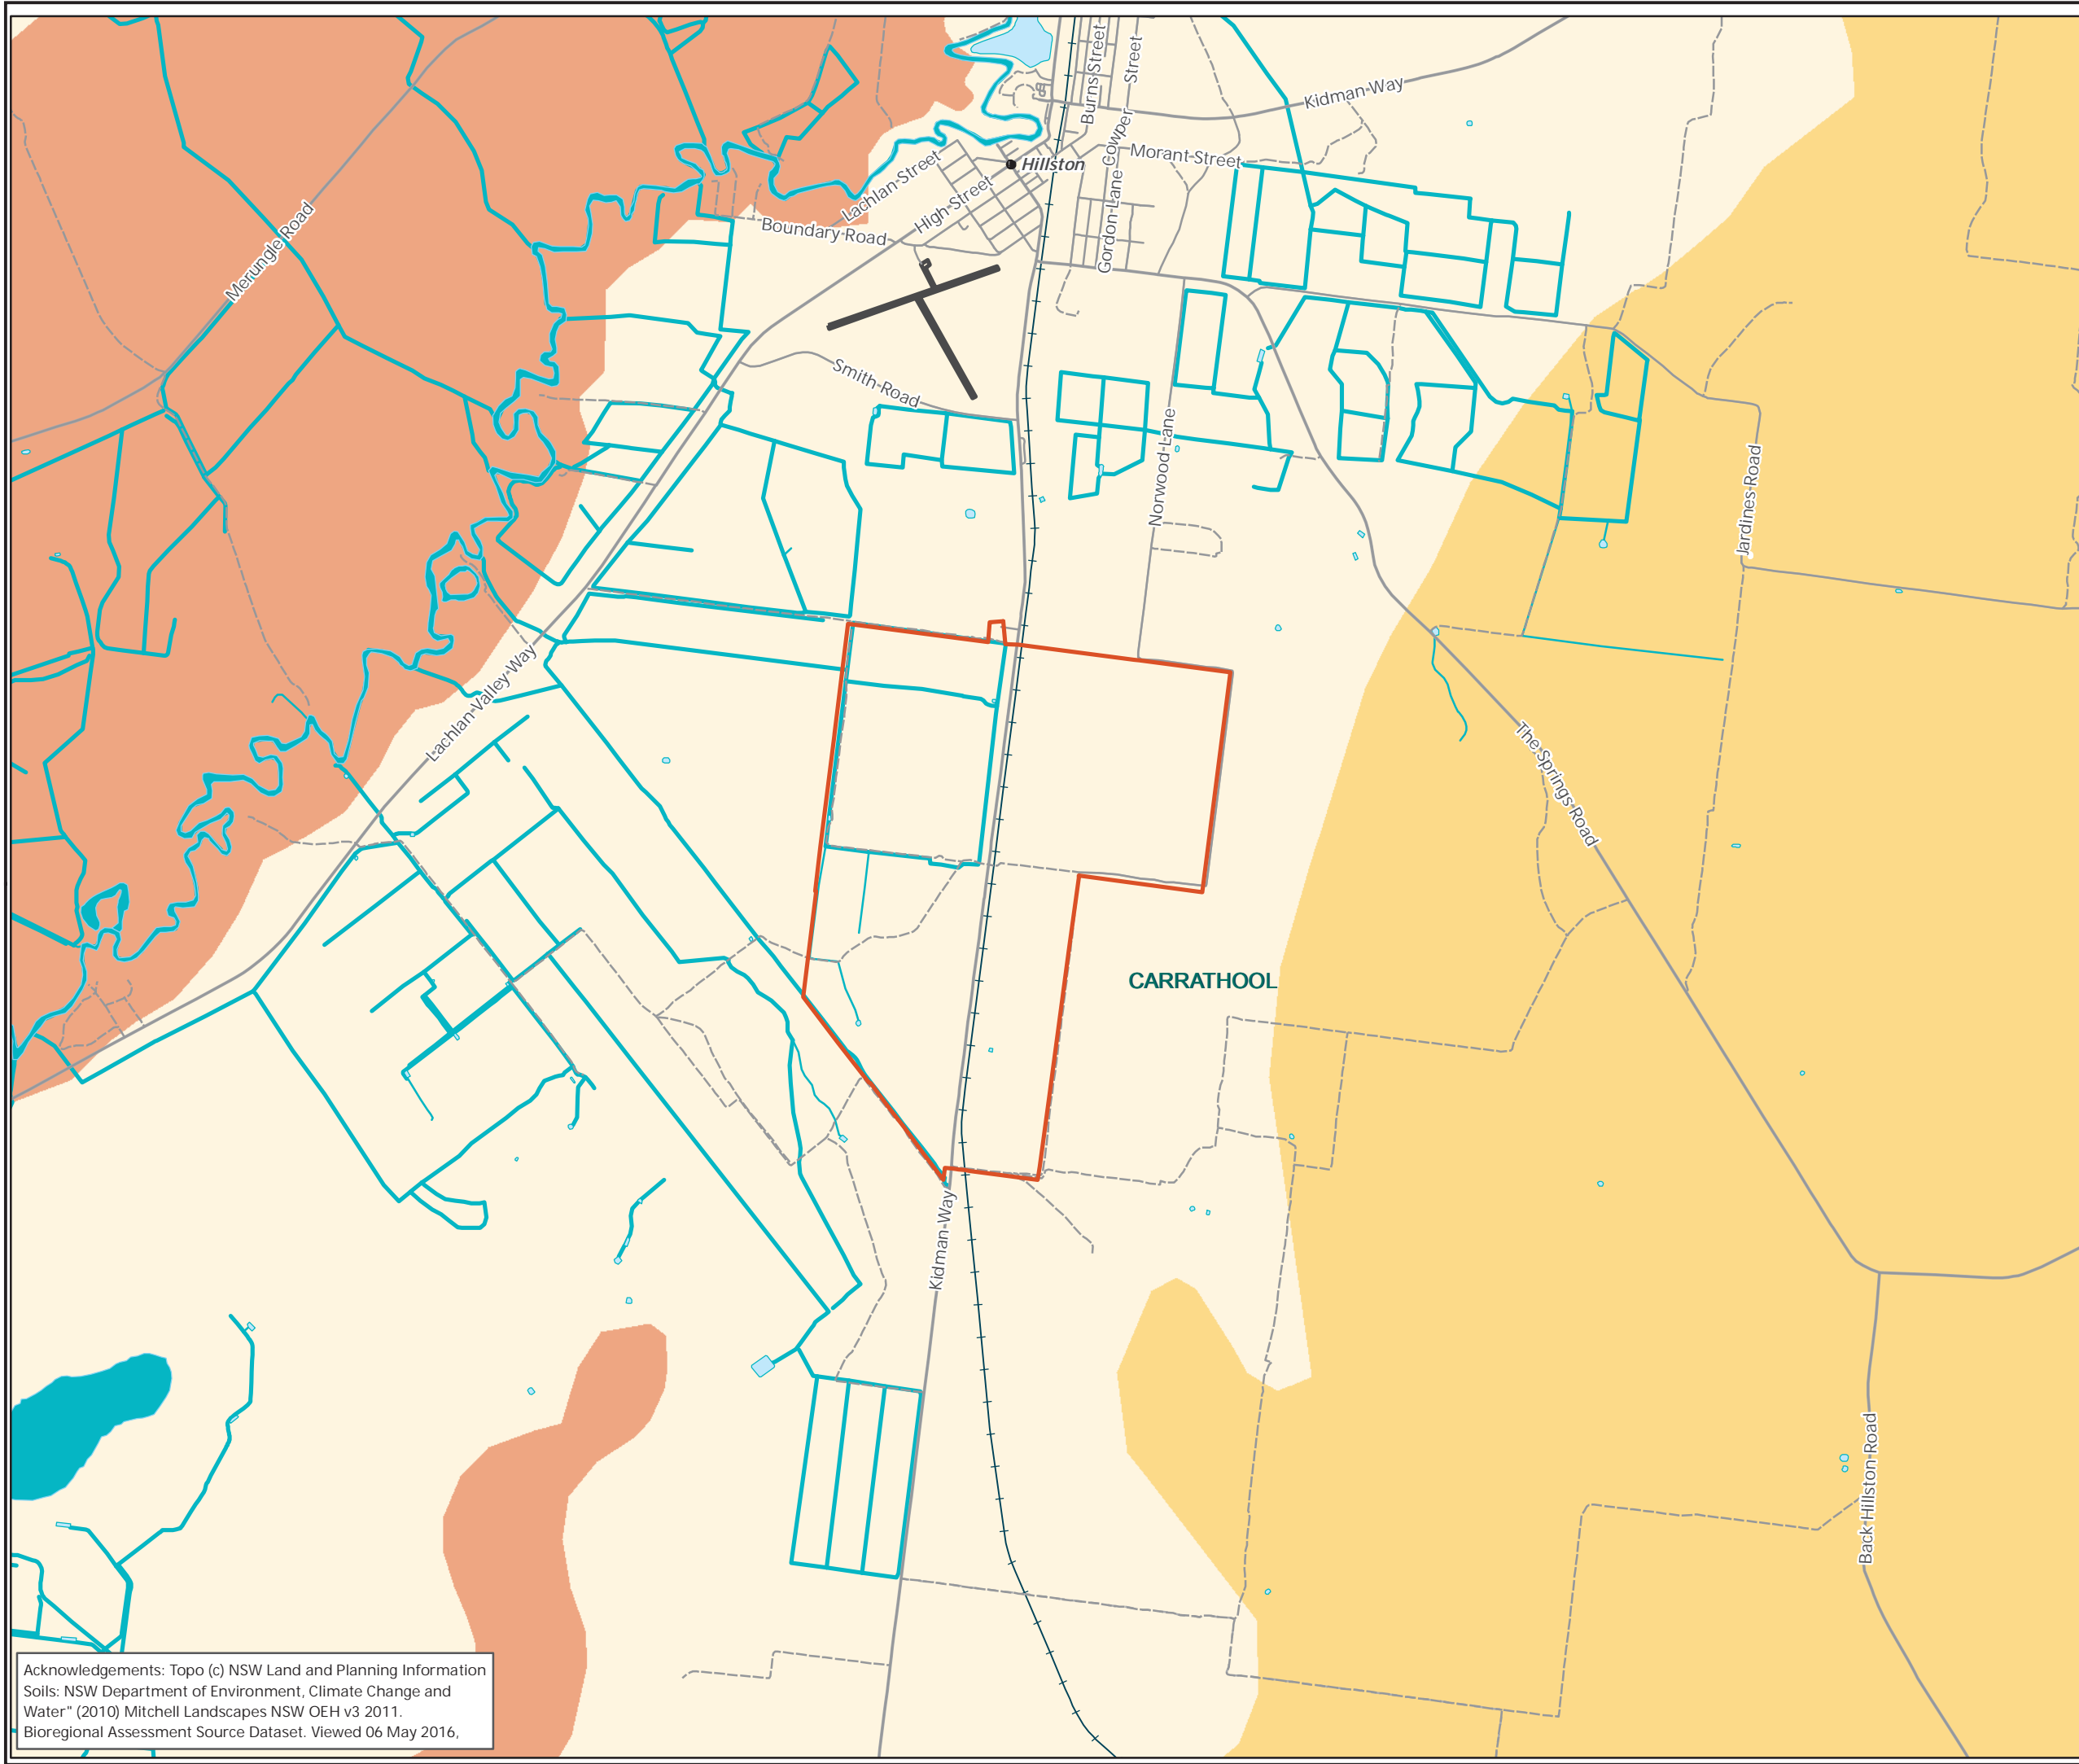 Burns Street
Street
Kidman Way
Cowper
Morant Street
Hillston
Lachlan Street
High Street
Gordon Lane
Boundary Road
Merungle Road
Smith Road
Norwood Lane
Jardines Road
Lachlan Valley Way
The Springs Road
CARRATHOOL
Kidman Way
Back Hillston Road
Acknowledgements: Topo (c) NSW Land and Planning Information
Soils: NSW Department of Environment, Climate Change and
Water" (2010) Mitchell Landscapes NSW OEH v3 2011.
Bioregional Assessment Source Dataset. Viewed 06 May 2016,